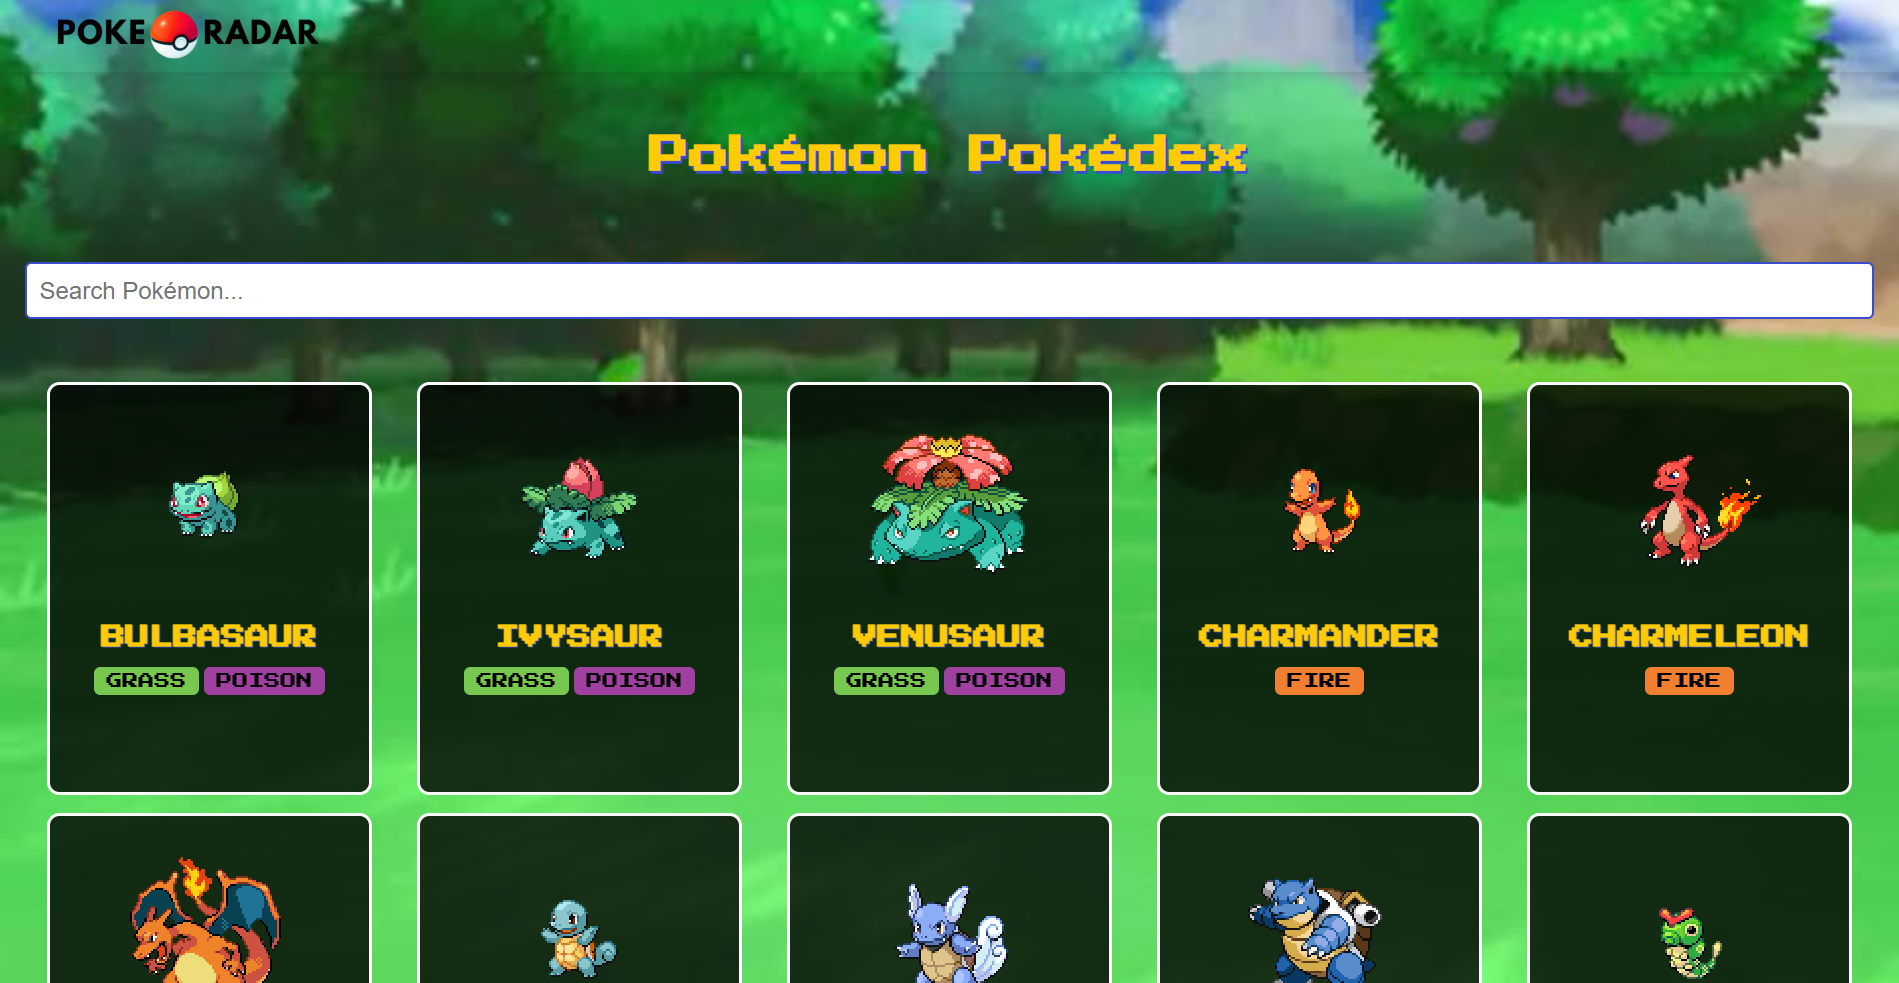 POKE RADAR
Pokémon Pokédex
Search Pokémon...
BULBASAUR
GRASS POISON
IVYSAUR
GRASS POISON
VENUSAUR
GRASS POISON
CHARMANDER
FIRE
CHARMELEON
FIRE